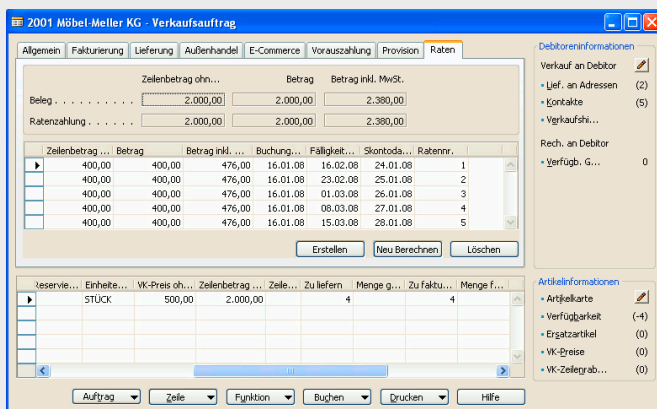 2001 Möbel-Meller KG - Verkaufsauftrag
Allgemein Fakturierung Lieferung Außenhandel E-Commerce Vorauszahlung Provision Raten
Zeilenbetrag ohn... Betrag Betrag inkl. MwSt.
Beleg . . . . . . . . . . 2.000,00 2.000,00 2.380,00
Ratenzahlung . . . . . . 2.000,00 2.000,00 2.380,00
Zeilenbetrag ... Betrag Betrag inkl. ... Buchung... Fälligkeit... Skontoda... Ratennr.
400,00 400,00 476,00 16.01.08 16.02.08 24.01.08 1
400,00 400,00 476,00 16.01.08 23.02.08 25.01.08 2
400,00 400,00 476,00 16.01.08 01.03.08 26.01.08 3
400,00 400,00 476,00 16.01.08 08.03.08 27.01.08 4
400,00 400,00 476,00 16.01.08 15.03.08 28.01.08 5
Erstellen Neu Berechnen Löschen
Reservie... Einheite... VK-Preis oh... Zeilenbetrag ... Zeile... Zu liefern Menge g... Zu faktu... Menge f...
STÜCK 500,00 2.000,00 4 4
Auftrag Zeile Funktion Buchen Drucken Hilfe
Debitoreninformationen
Verkauf an Debitor
Lief. an Adressen (2)
Kontakte (5)
Verkaufshi...
Rech. an Debitor
Verfügb. G... 0
Artikelinformationen
Artikelkarte
Verfügbarkeit (-4)
Ersatzartikel (0)
VK-Preise (0)
VK-Zeilenrab... (0)